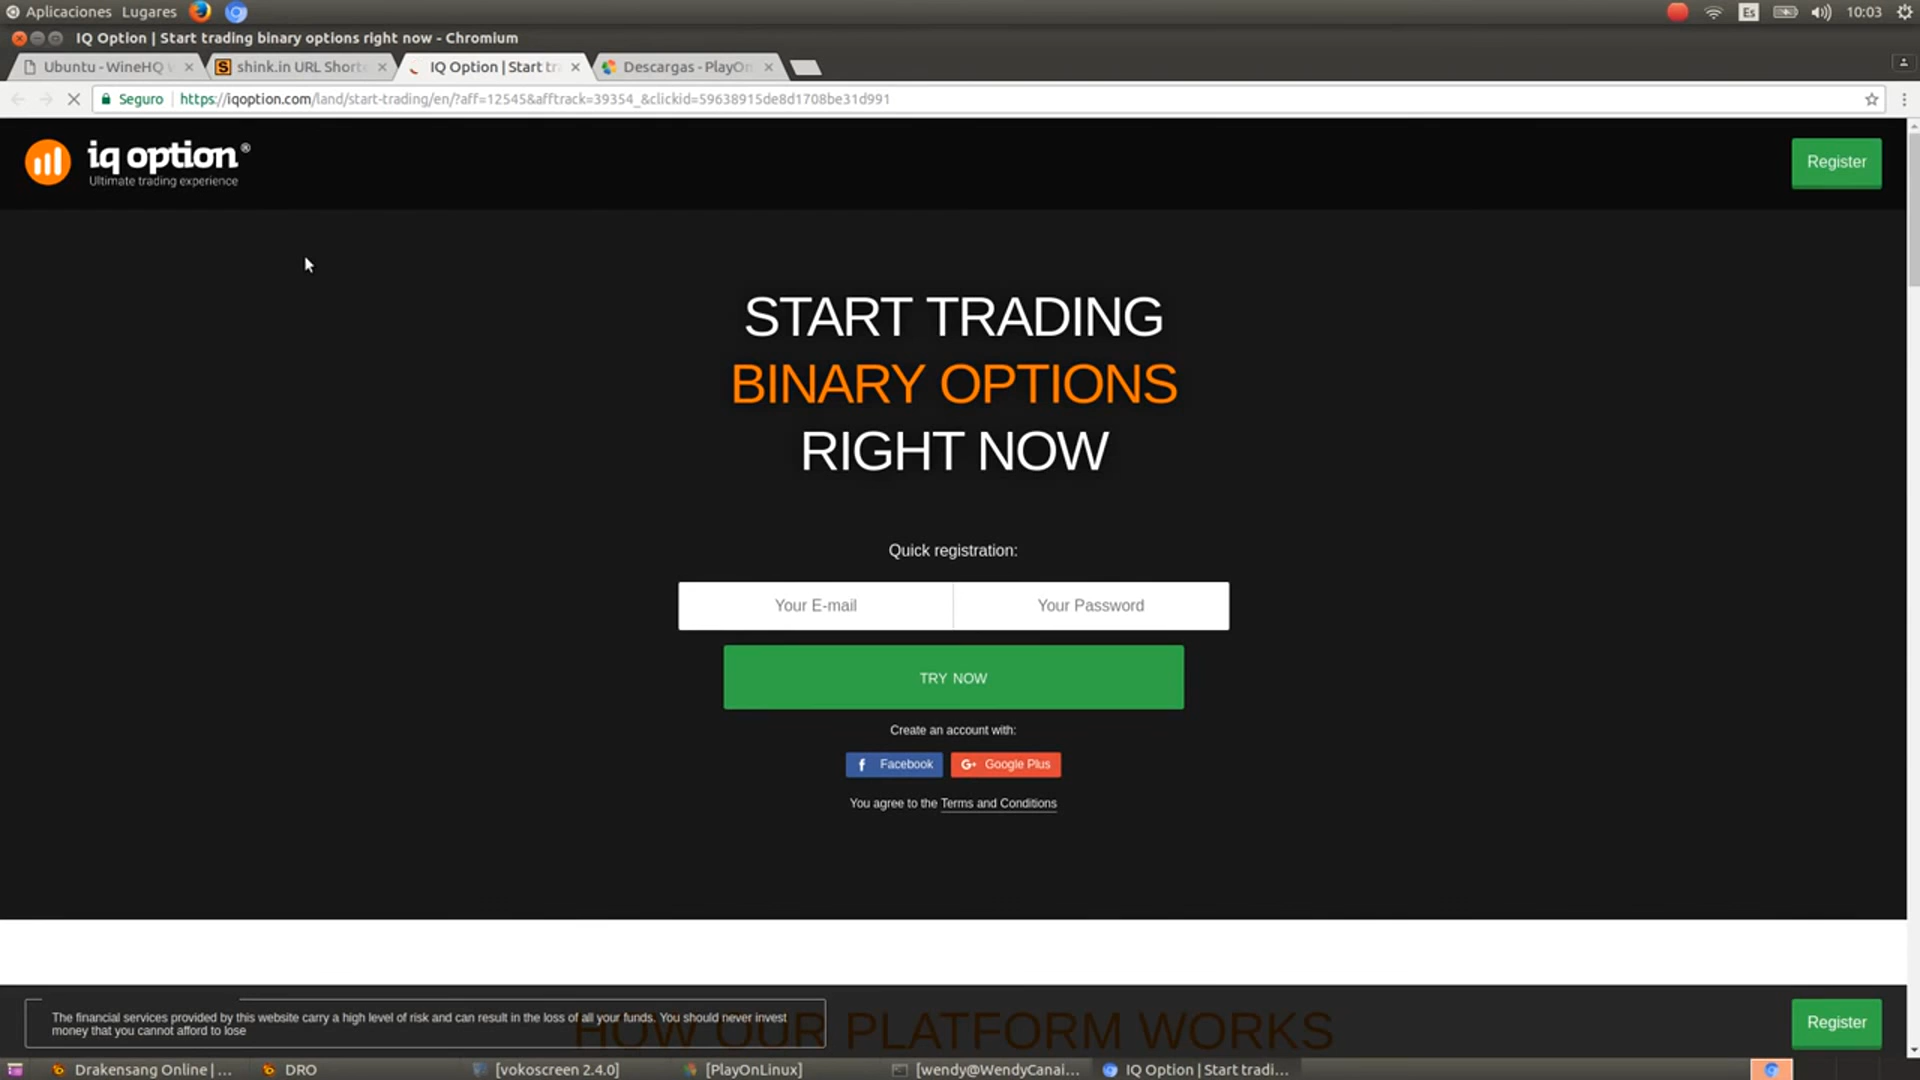 Aplicaciones Lugares Es 10:03
IQ Option | Start trading binary options right now - Chromium
Ubuntu - WineHQ shink.in URL Shorte IQ Option | Start tra Descargas - PlayOn
Seguro https://iqoption.com/land/start-trading/en/?aff=12545&afftrack=39354_&clickid=59638915de8d1708be31d991
iq option®
Ultimate trading experience
Register
START TRADING
BINARY OPTIONS
RIGHT NOW
Quick registration:
Your E-mail Your Password
TRY NOW
Create an account with:
f Facebook G+ Google Plus
You agree to the Terms and Conditions
The financial services provided by this website carry a high level of risk and can result in the loss of all your funds. You should never invest
money that you cannot afford to lose
HOW OUR PLATFORM WORKS
Register
Drakensang Online | ... DRO [vokoscreen 2.4.0] [PlayOnLinux] [wendy@WendyCanai... IQ Option | Start tradi...